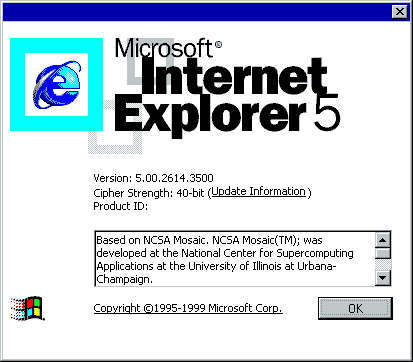 Microsoft®
Internet
Explorer 5
Version: 5.00.2614.3500
Cipher Strength: 40-bit (Update Information)
Product ID:
Based on NCSA Mosaic. NCSA Mosaic(TM); was
developed at the National Center for Supercomputing
Applications at the University of Illinois at Urbana-
Champaign.
Copyright ©1995-1999 Microsoft Corp.
OK